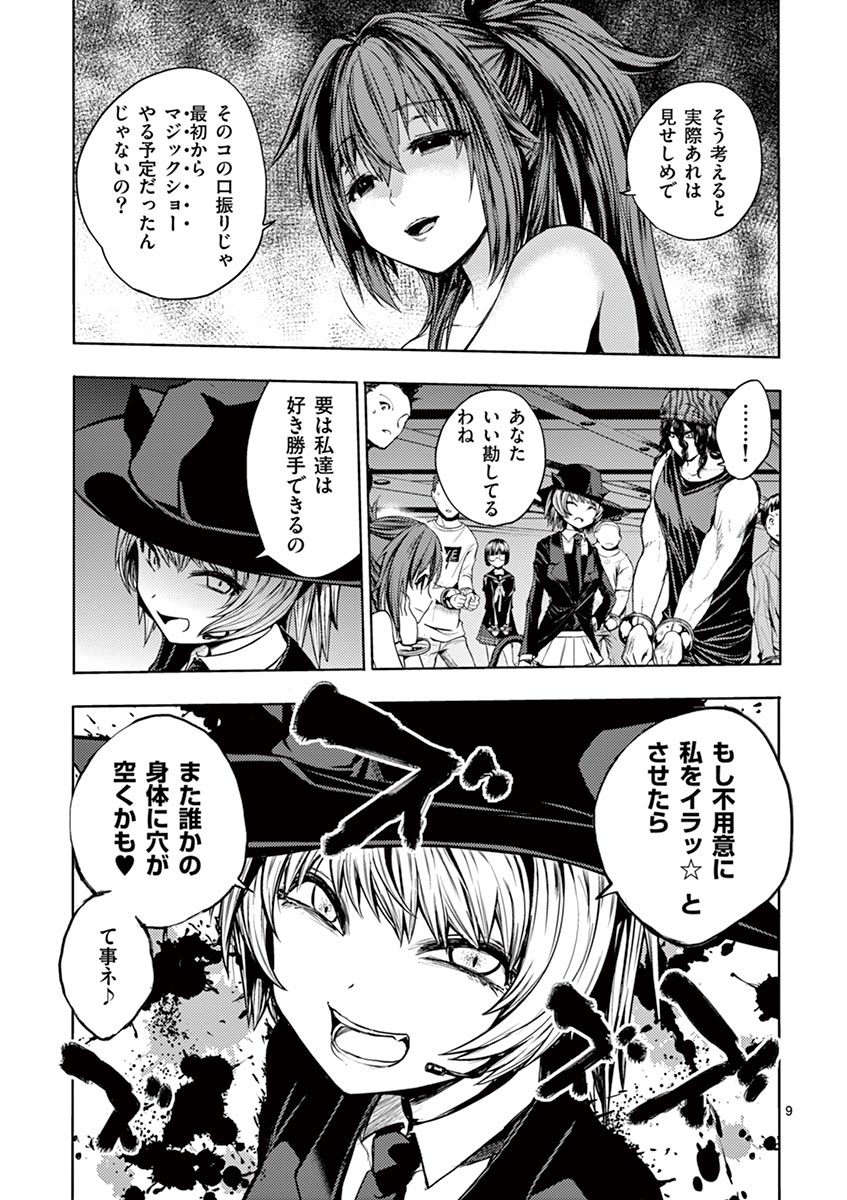 そう考えると
実際あれは
見せしめで
そのコの口振りじゃ
最初から
マジックショー
やる予定だったん
じゃないの？
……！
あなた
いい勘してる
わね
要は私達は
好き勝手できるの
もし不用意に
私をイラッ☆と
させたら
ズズ
また誰かの
身体に穴が
空くかも♥
て事ネ♪
ズズ
ズズ
9